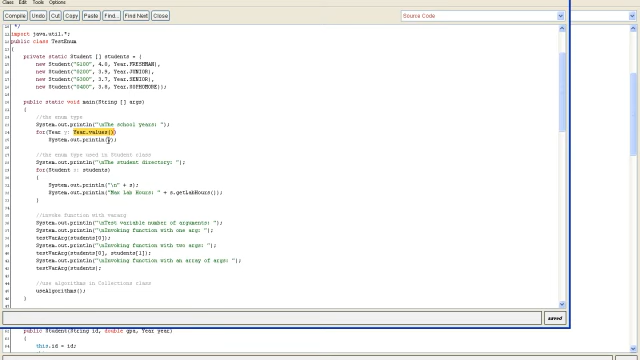 Class Edit Tools Options
Compile Undo Cut Copy Paste Find... Find Next Close
Source Code
*/
import java.util.*;
public class TestEnum
{
private static Student [] students = {
new Student("G100", 4.0, Year.FRESHMAN),
new Student("G200", 3.9, Year.JUNIOR),
new Student("G300", 3.7, Year.SENIOR),
new Student("G400", 3.8, Year.SOPHOMORE)};
public static void main(String [] args)
{
//the enum type
System.out.println("\nThe school years: ");
for(Year y: Year.values())
System.out.println(y);
//the enum type used in Student class
System.out.println("\nThe student directory: ");
for(Student s: students)
{
System.out.println("\n" + s);
System.out.println("Max Lab Hours: " + s.getLabHours());
}
//invoke function with vararg
System.out.println("\nTest variable number of arguments: ");
System.out.println("\nInvoking function with one arg: ");
testVarArg(students[0]);
System.out.println("\nInvoking function with two args: ");
testVarArg(students[0], students[1]);
System.out.println("\nInvoking function with an array of args: ");
testVarArg(students);
//use algorithms in Collections class
useAlgorithms();
}
saved
public Student(String id, double gpa, Year year)
{
this.id = id;